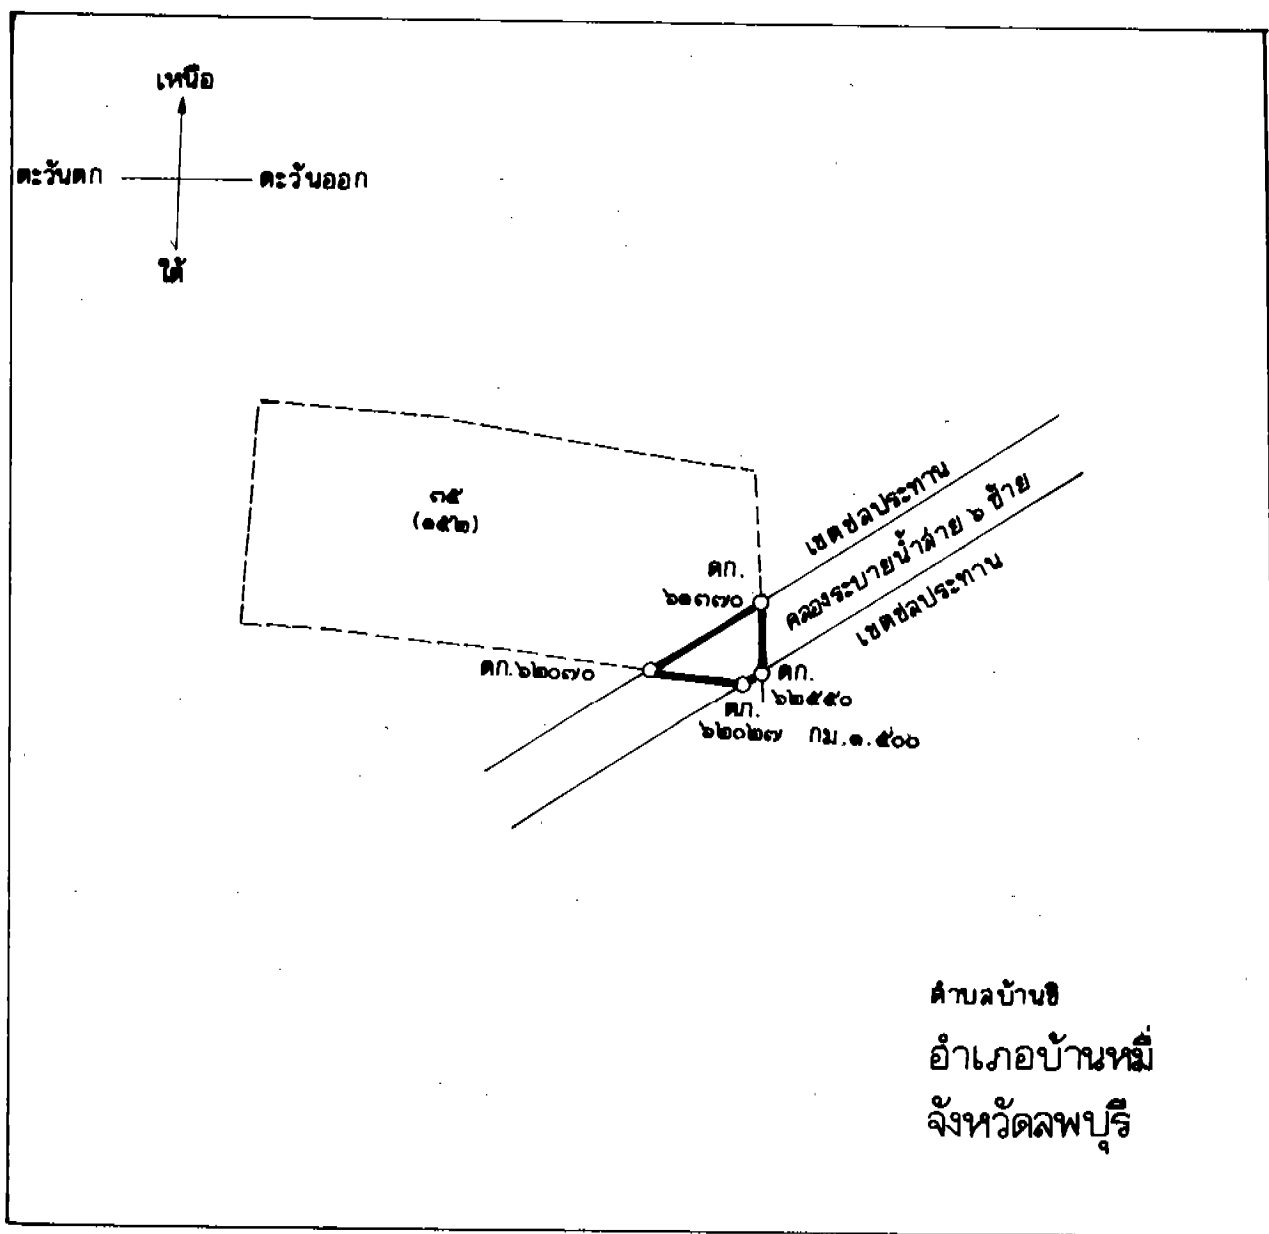 เหนือ
ตะวันตก
ตะวันออก
ใต้
๓๕
(๑๕๒)
เขตชลประทาน
คลองระบายน้ำสาย ๖ ซ้าย
เขตชลประทาน
ดก.
๖๑๓๗๐
ดก.๖๒๐๗๐
ดก.
๖๒๕๕๐
ดก.
๖๒๐๒๗
กม.๑.๕๐๐
ตำบลบ้านชี
อำเภอบ้านหมี่
จังหวัดลพบุรี